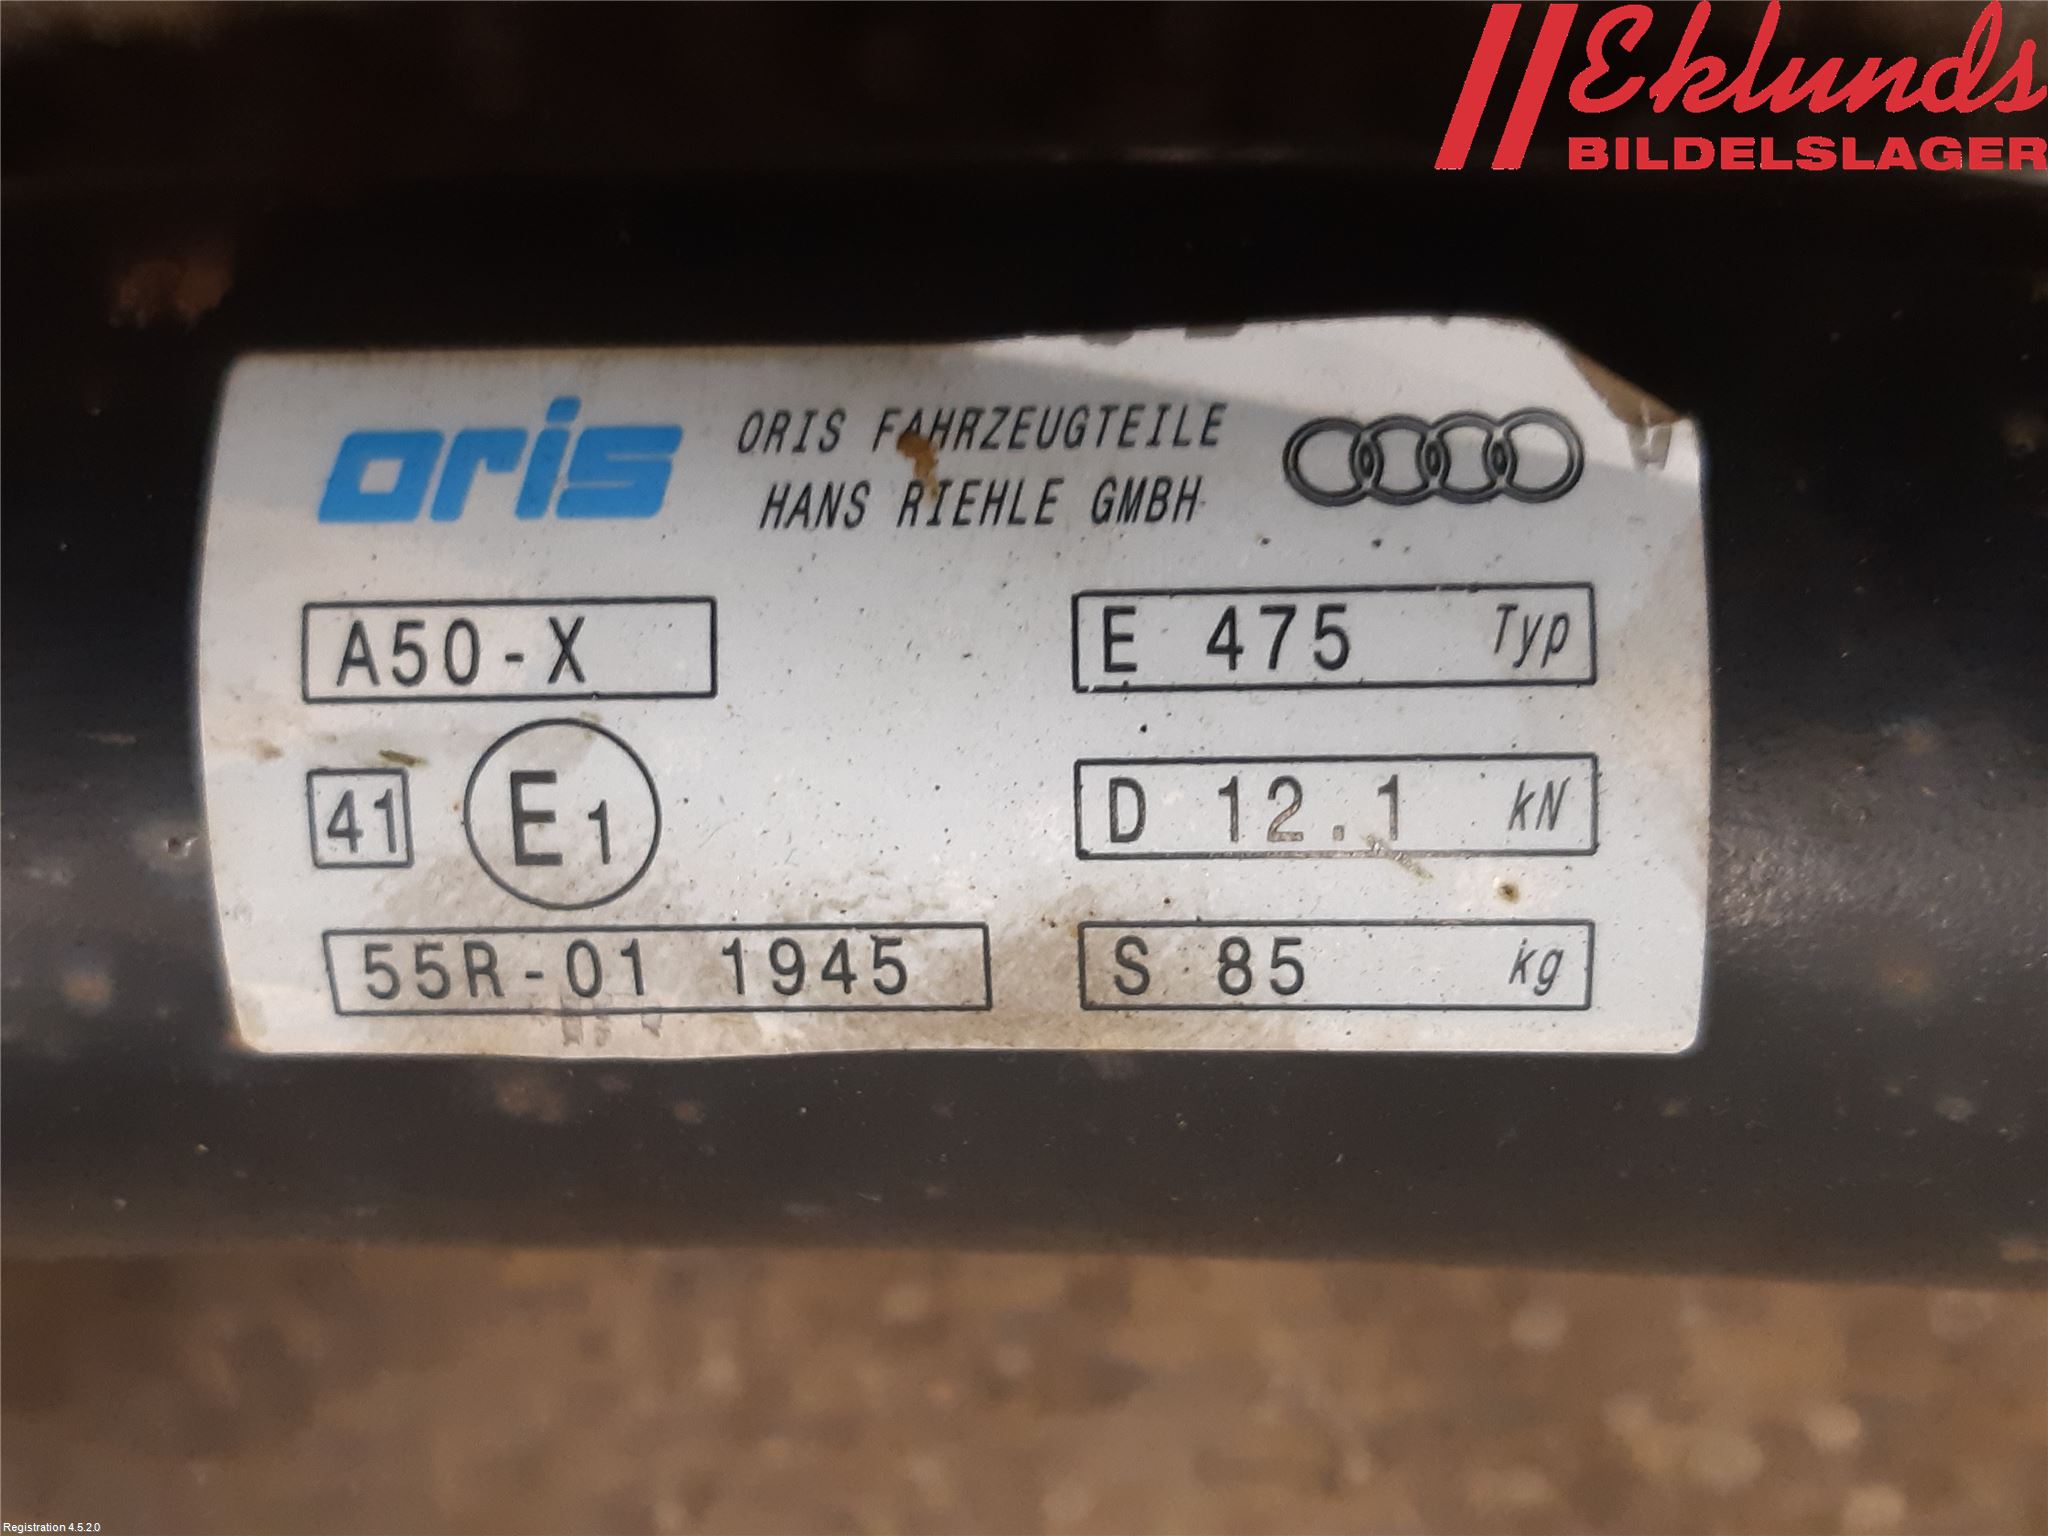 Eklunds
BILDELSLAGER
oris
ORIS FAHRZEUGTEILE
HANS RIEHLE GMBH
A50-X
E 475 Typ
41 E1
D 12.1 kN
55R-01 1945
S 85 kg
Registration 4.5.2.0